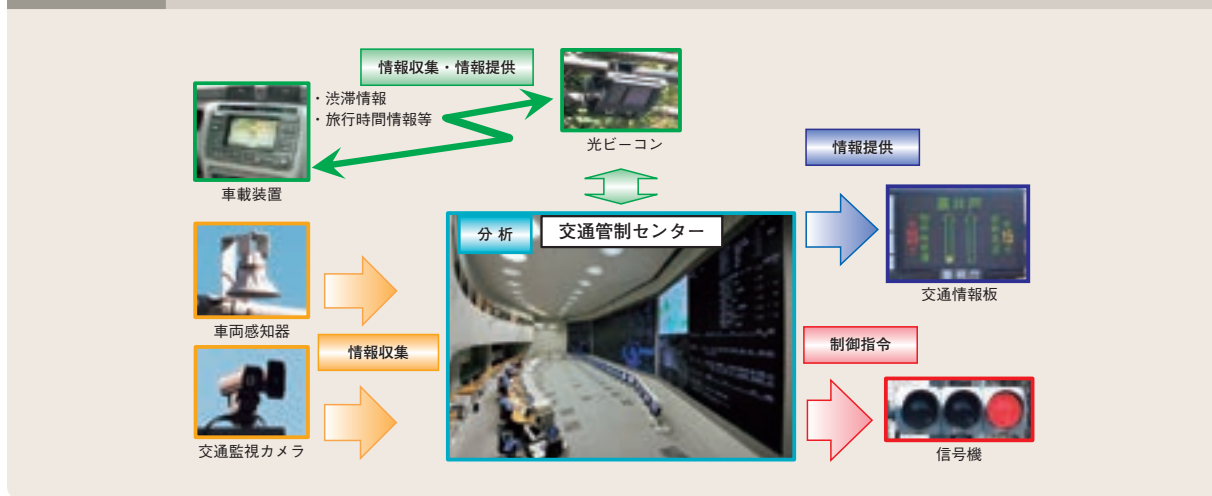 情報収集・情報提供
・渋滞情報
・旅行時間情報等
車載装置
光ビーコン
情報提供
分析
交通管制センター
車両感知器
情報収集
交通監視カメラ
交通情報板
制御指令
信号機